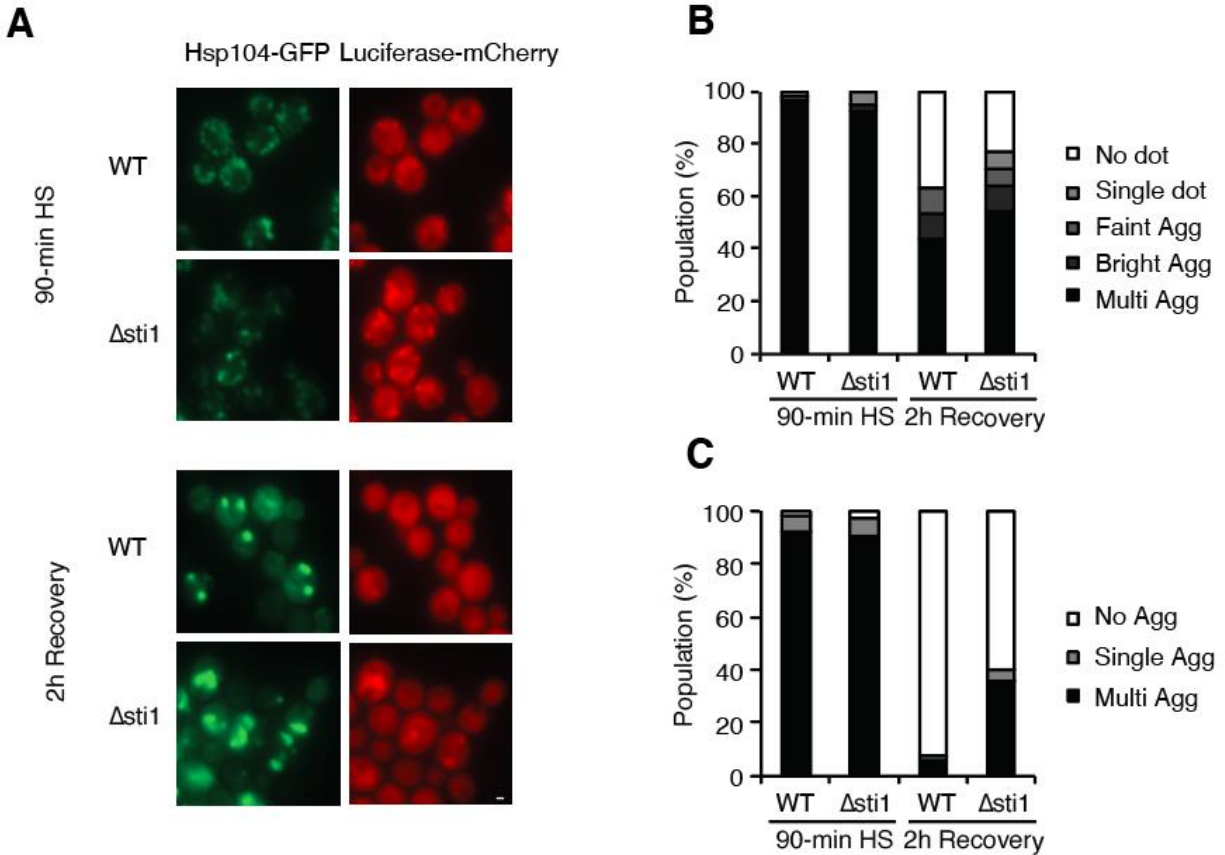 A
Hsp104-GFP Luciferase-mCherry
90-min HS
WT
Δsti1
2h Recovery
WT
Δsti1
B
Population (%)
100
80
60
40
20
0
WT Δsti1 WT Δsti1
90-min HS 2h Recovery
No dot
Single dot
Faint Agg
Bright Agg
Multi Agg
C
Population (%)
100
80
60
40
20
0
WT Δsti1 WT Δsti1
90-min HS 2h Recovery
No Agg
Single Agg
Multi Agg